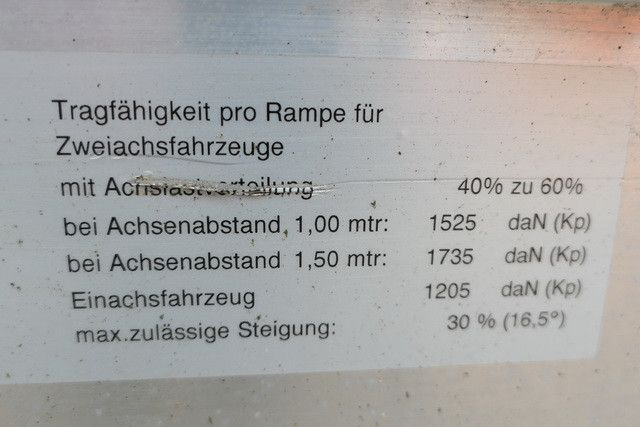 Tragfähigkeit pro Rampe für
Zweiachsfahrzeuge
mit Achslastverteilung 40% zu 60%
bei Achsenabstand 1,00 mtr: 1525 daN (Kp)
bei Achsenabstand 1,50 mtr: 1735 daN (Kp)
Einachsfahrzeug 1205 daN (Kp)
max.zulässige Steigung: 30 % (16,5°)